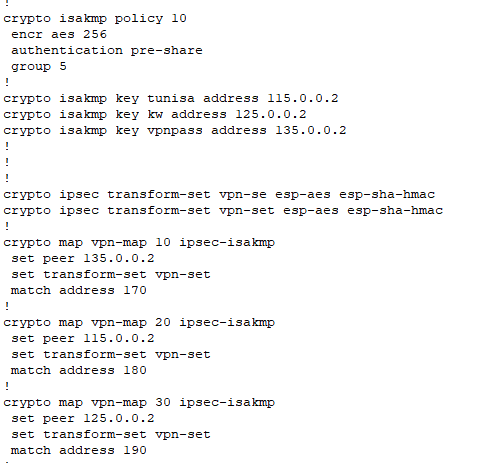 !
crypto isakmp policy 10
 encr aes 256
 authentication pre-share
 group 5
!
crypto isakmp key tunisa address 115.0.0.2
crypto isakmp key kw address 125.0.0.2
crypto isakmp key vpnpass address 135.0.0.2
!
!
!
crypto ipsec transform-set vpn-se esp-aes esp-sha-hmac
crypto ipsec transform-set vpn-set esp-aes esp-sha-hmac
!
crypto map vpn-map 10 ipsec-isakmp
 set peer 135.0.0.2
 set transform-set vpn-set
 match address 170
!
crypto map vpn-map 20 ipsec-isakmp
 set peer 115.0.0.2
 set transform-set vpn-set
 match address 180
!
crypto map vpn-map 30 ipsec-isakmp
 set peer 125.0.0.2
 set transform-set vpn-set
 match address 190
!